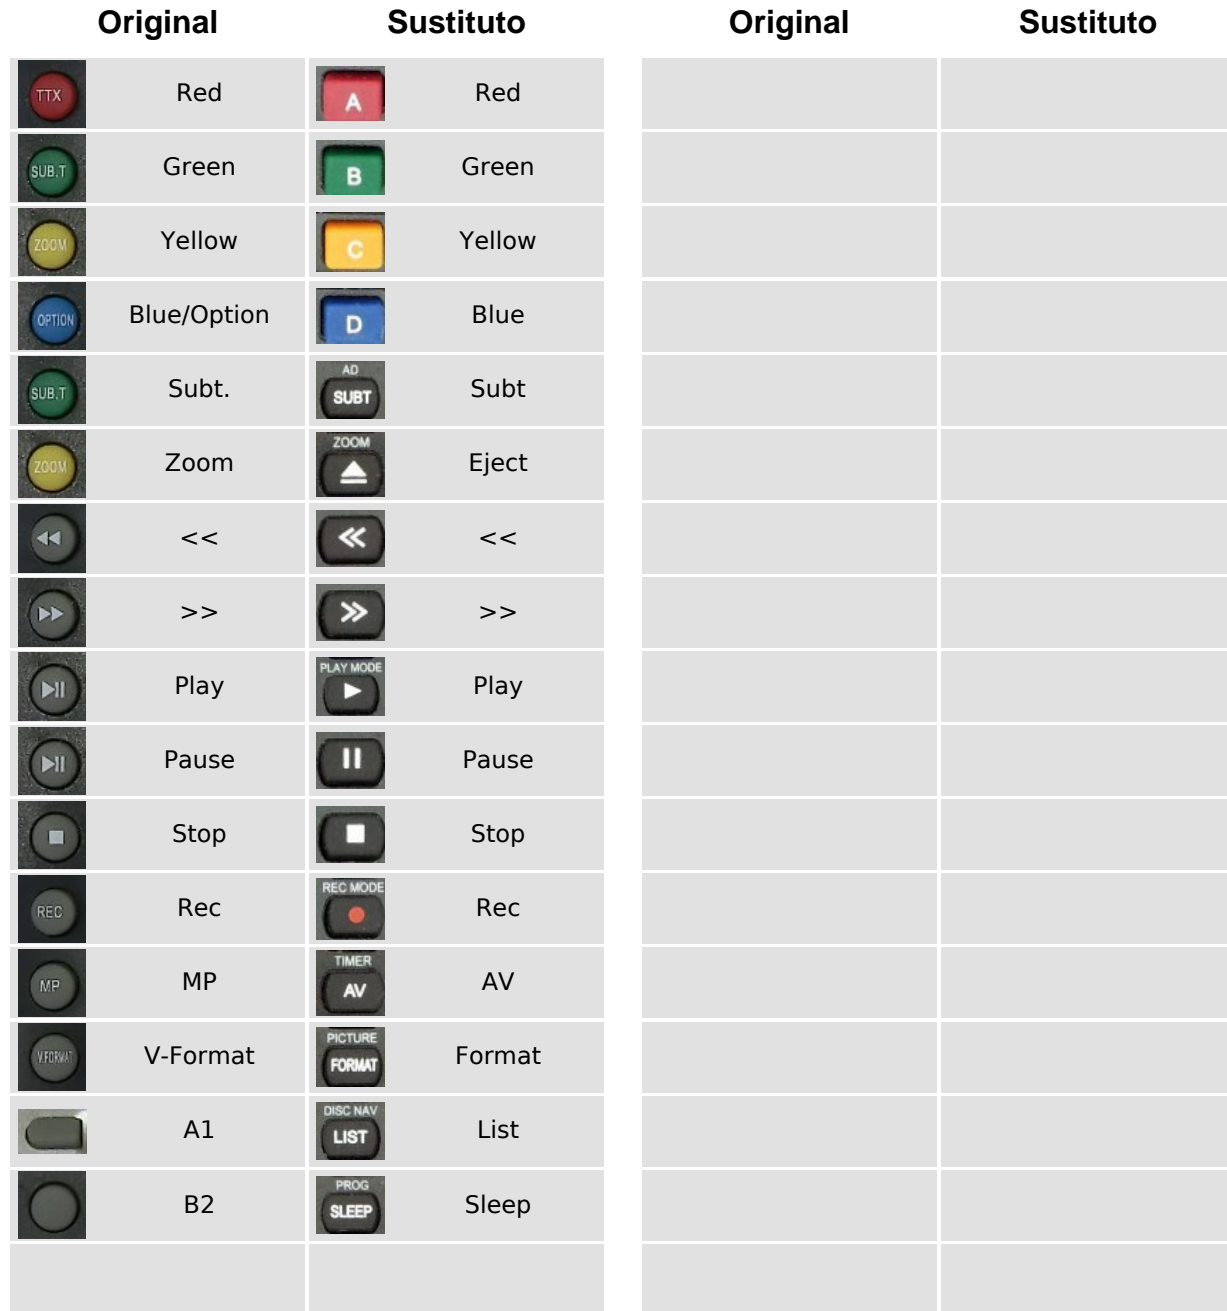 Original Sustituto Original Sustituto
TTX Red A Red
SUB.T Green B Green
ZOOM Yellow C Yellow
OPTION Blue/Option D Blue
AD
SUB.T Subt. SUBT Subt
ZOOM
ZOOM Zoom Eject
<< <<
>> >>
PLAY MODE
Play Play
Pause Pause
Stop Stop
REC MODE
REC Rec Rec
TIMER
MP MP AV AV
PICTURE
V.FORMAT V-Format FORMAT Format
DISC NAV
A1 LIST List
PROG
B2 SLEEP Sleep